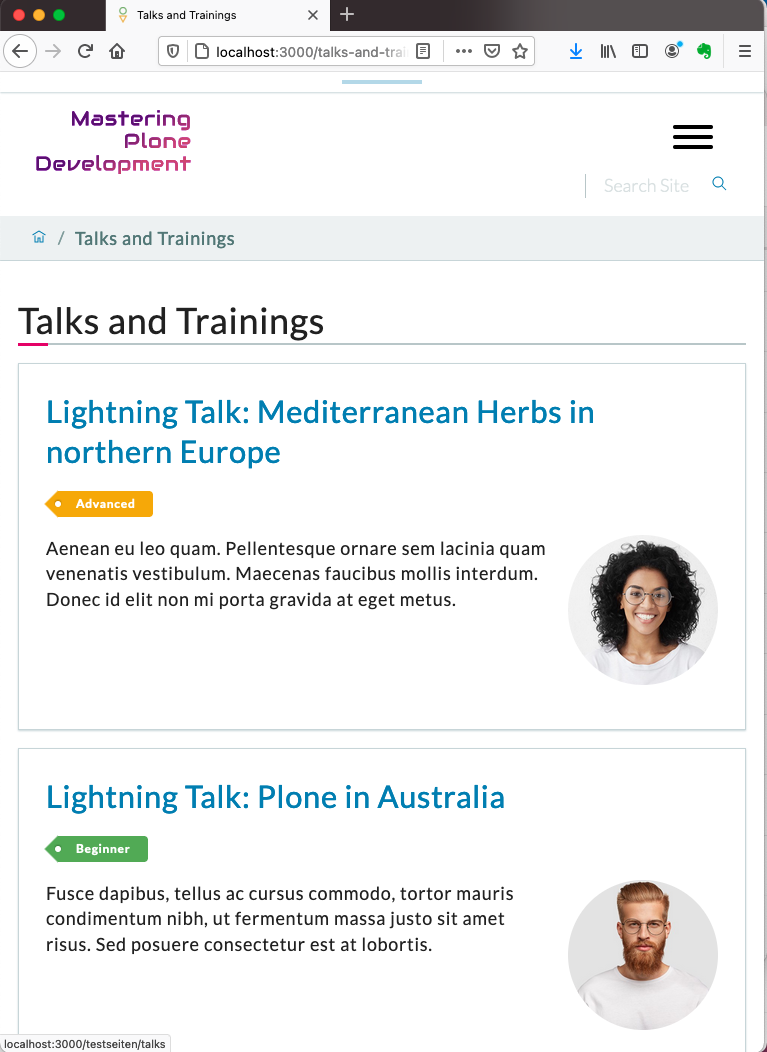 Talks and Trainings
localhost:3000/talks-and-trai
Mastering
Plone
Development
Search Site
/ Talks and Trainings
Talks and Trainings
Lightning Talk: Mediterranean Herbs in
northern Europe
Advanced
Aenean eu leo quam. Pellentesque ornare sem lacinia quam
venenatis vestibulum. Maecenas faucibus mollis interdum.
Donec id elit non mi porta gravida at eget metus.
Lightning Talk: Plone in Australia
Beginner
Fusce dapibus, tellus ac cursus commodo, tortor mauris
condimentum nibh, ut fermentum massa justo sit amet
risus. Sed posuere consectetur est at lobortis.
localhost:3000/testseiten/talks